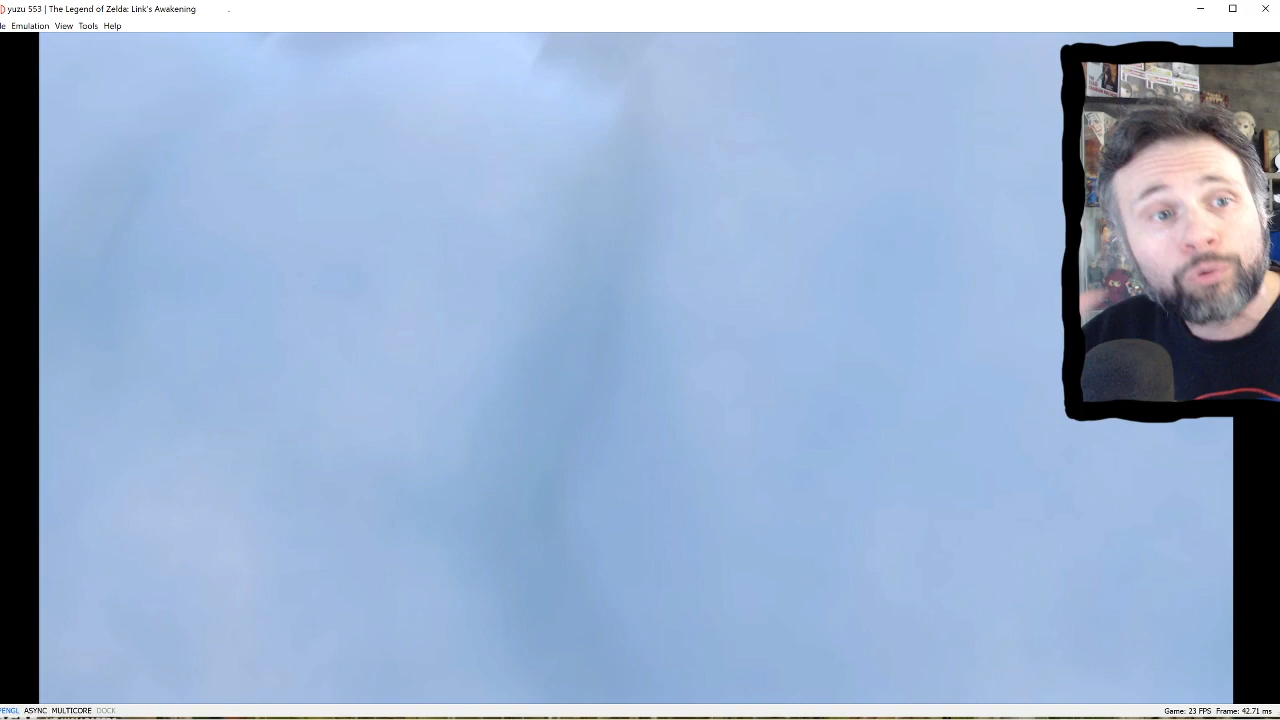 yuzu 553 | The Legend of Zelda: Link's Awakening
Emulation View Tools Help
ASYNC MULTICORE DOCK Game: 23 FPS Frame: 42.71 ms